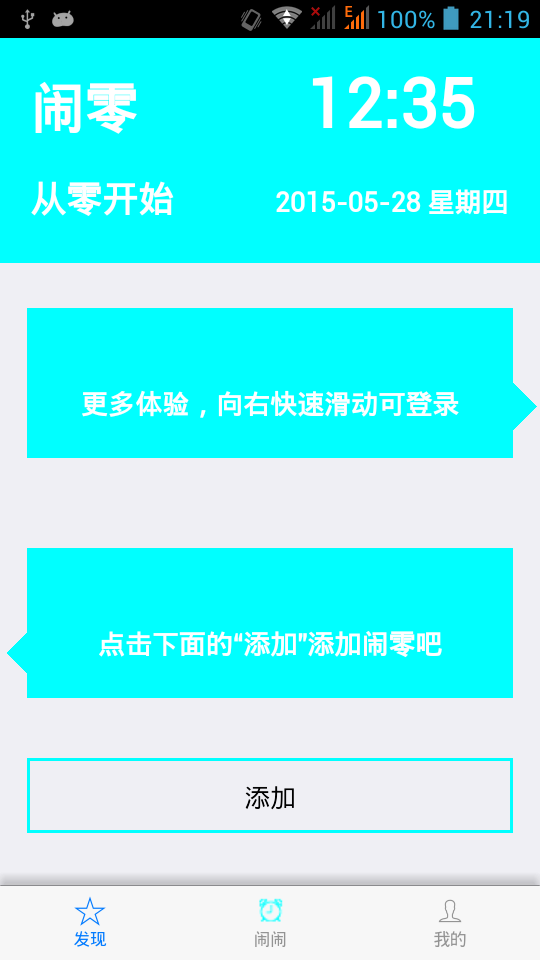 E 100% 21:19
闹零 12:35
从零开始 2015-05-28 星期四
更多体验，向右快速滑动可登录
点击下面的“添加”添加闹零吧
添加
发现 闹闹 我的